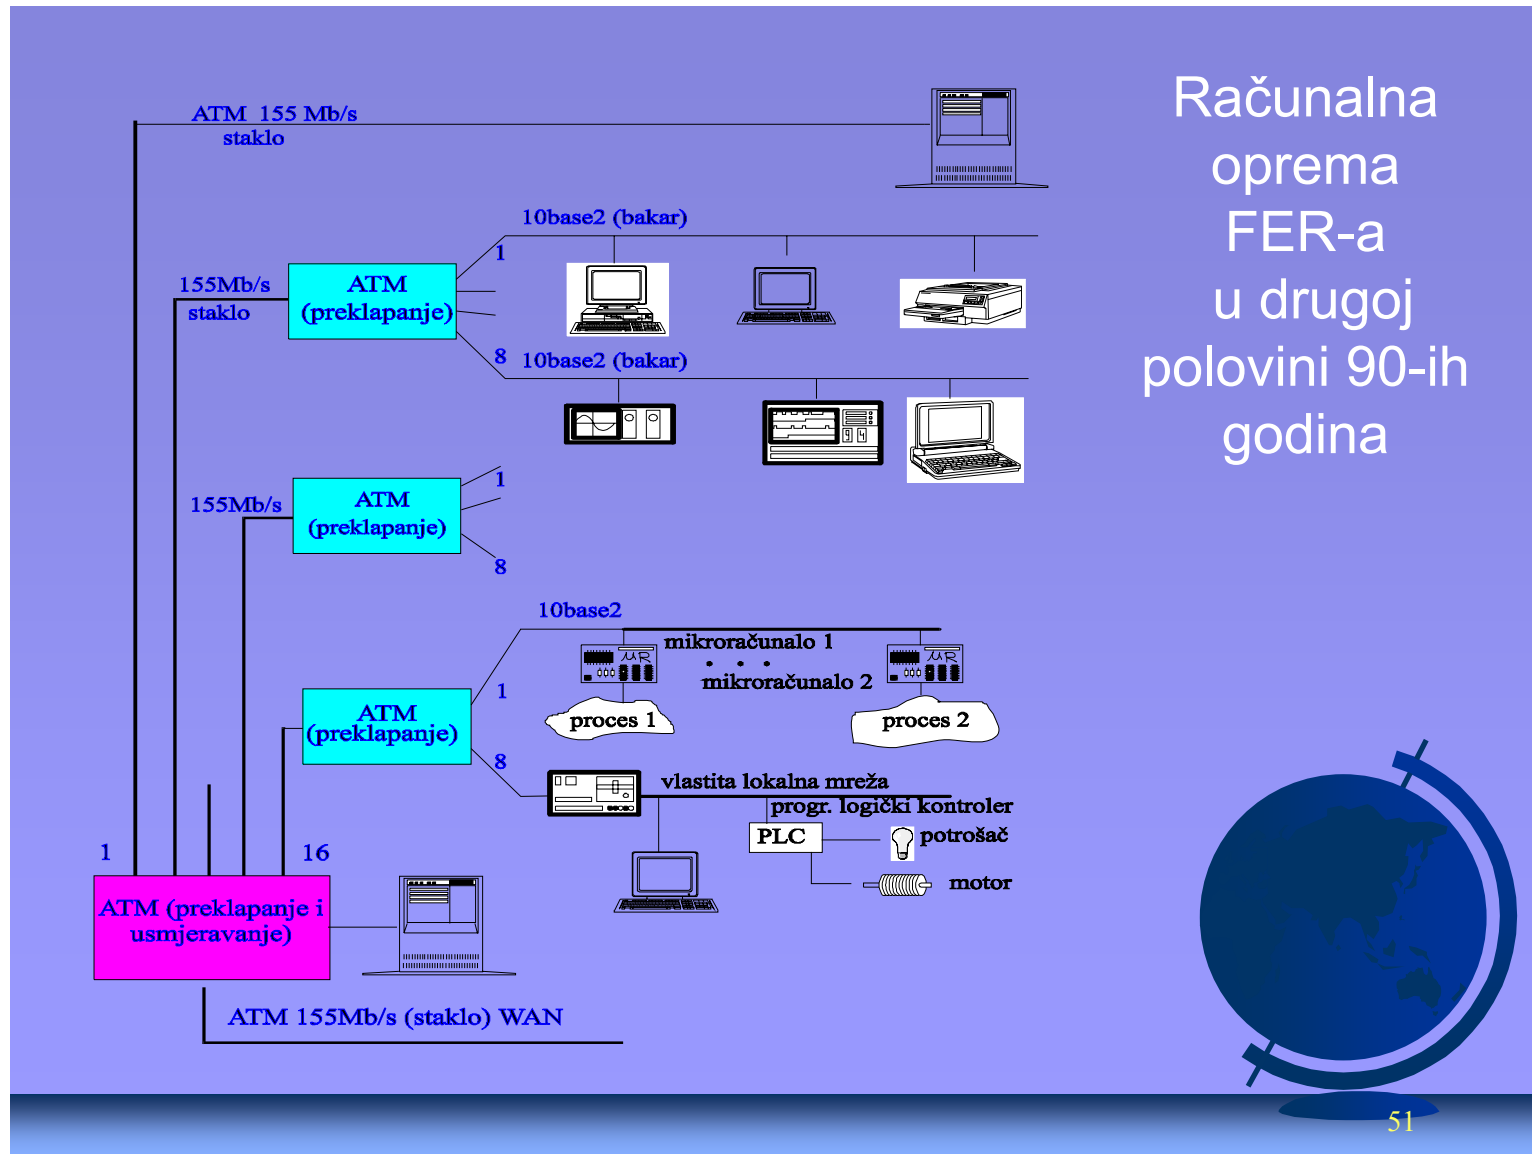 Računalna
oprema
FER-a
u drugoj
polovini 90-ih
godina
ATM 155 Mb/s
staklo
10base2 (bakar)
1
155Mb/s
staklo
ATM
(preklapanje)
8
10base2 (bakar)
1
155Mb/s
ATM
(preklapanje)
8
10base2
mikroračunalo 1
μR
μR
mikroračunalo 2
1
ATM
(preklapanje)
proces 1
proces 2
8
vlastita lokalna mreža
progr. logički kontroler
PLC
potrošač
motor
1
16
ATM (preklapanje i
usmjeravanje)
ATM 155Mb/s (staklo) WAN
51